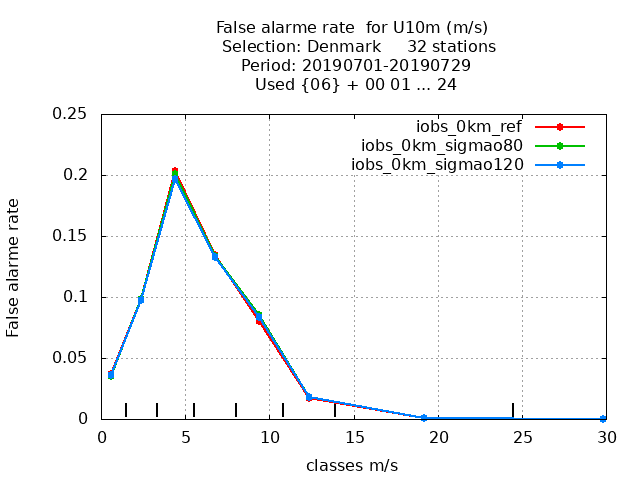 False alarme rate  for U10m (m/s)
Selection: Denmark     32 stations
Period: 20190701-20190729
Used {06} + 00 01 ... 24
iobs_0km_ref
iobs_0km_sigmao80
iobs_0km_sigmao120
False alarme rate
0.25
0.2
0.15
0.1
0.05
0
0 5 10 15 20 25 30
classes m/s